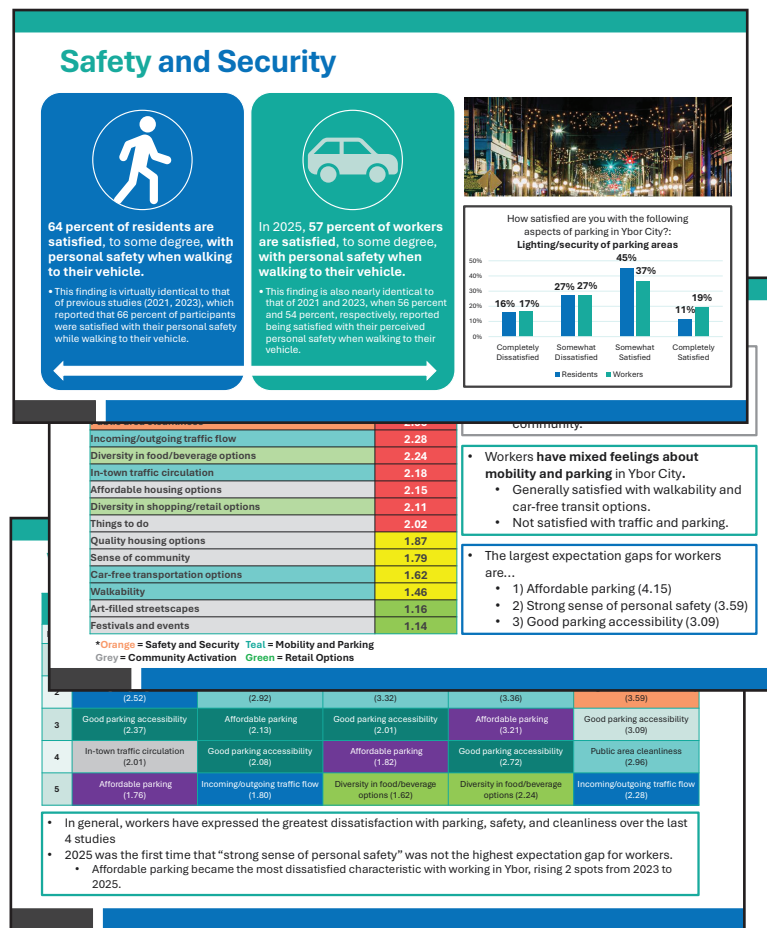 Safety and Security
64 percent of residents are
satisfied, to some degree, with
personal safety when walking
to their vehicle.
• This finding is virtually identical to that
of previous studies (2021, 2023), which
reported that 66 percent of participants
were satisfied with their personal safety
while walking to their vehicle.
In 2025, 57 percent of workers
are satisfied, to some degree,
with personal safety when
walking to their vehicle.
• This finding is also nearly identical to
that of 2021 and 2023, when 56 percent
and 54 percent, respectively, reported
being satisfied with their perceived
personal safety when walking to their
vehicle.
How satisfied are you with the following
aspects of parking in Ybor City?:
Lighting/security of parking areas
50%
40%
30%
20%
10%
0%
16% 17%
27% 27%
45%
37%
11%
19%
Completely
Dissatisfied
Somewhat
Dissatisfied
Somewhat
Satisfied
Completely
Satisfied
Residents Workers
community.
Incoming/outgoing traffic flow 2.28
Diversity in food/beverage options 2.24
In-town traffic circulation 2.18
Affordable housing options 2.15
Diversity in shopping/retail options 2.11
Things to do 2.02
Quality housing options 1.87
Sense of community 1.79
Car-free transportation options 1.62
Walkability 1.46
Art-filled streetscapes 1.16
Festivals and events 1.14
*Orange = Safety and Security Teal = Mobility and Parking
Grey = Community Activation Green = Retail Options
• Workers have mixed feelings about
mobility and parking in Ybor City.
• Generally satisfied with walkability and
car-free transit options.
• Not satisfied with traffic and parking.
• The largest expectation gaps for workers
are...
• 1) Affordable parking (4.15)
• 2) Strong sense of personal safety (3.59)
• 3) Good parking accessibility (3.09)
(2.52) (2.92) (3.32) (3.36) (3.59)
3 Good parking accessibility (2.37) Affordable parking (2.13) Good parking accessibility (2.01) Affordable parking (3.21) Good parking accessibility (3.09)
4 In-town traffic circulation (2.01) Good parking accessibility (2.08) Affordable parking (1.82) Good parking accessibility (2.72) Public area cleanliness (2.96)
5 Affordable parking (1.76) Incoming/outgoing traffic flow (1.80) Diversity in food/beverage options (1.62) Diversity in food/beverage options (2.24) Incoming/outgoing traffic flow (2.28)
• In general, workers have expressed the greatest dissatisfaction with parking, safety, and cleanliness over the last
4 studies
• 2025 was the first time that “strong sense of personal safety” was not the highest expectation gap for workers.
• Affordable parking became the most dissatisfied characteristic with working in Ybor, rising 2 spots from 2023 to
2025.